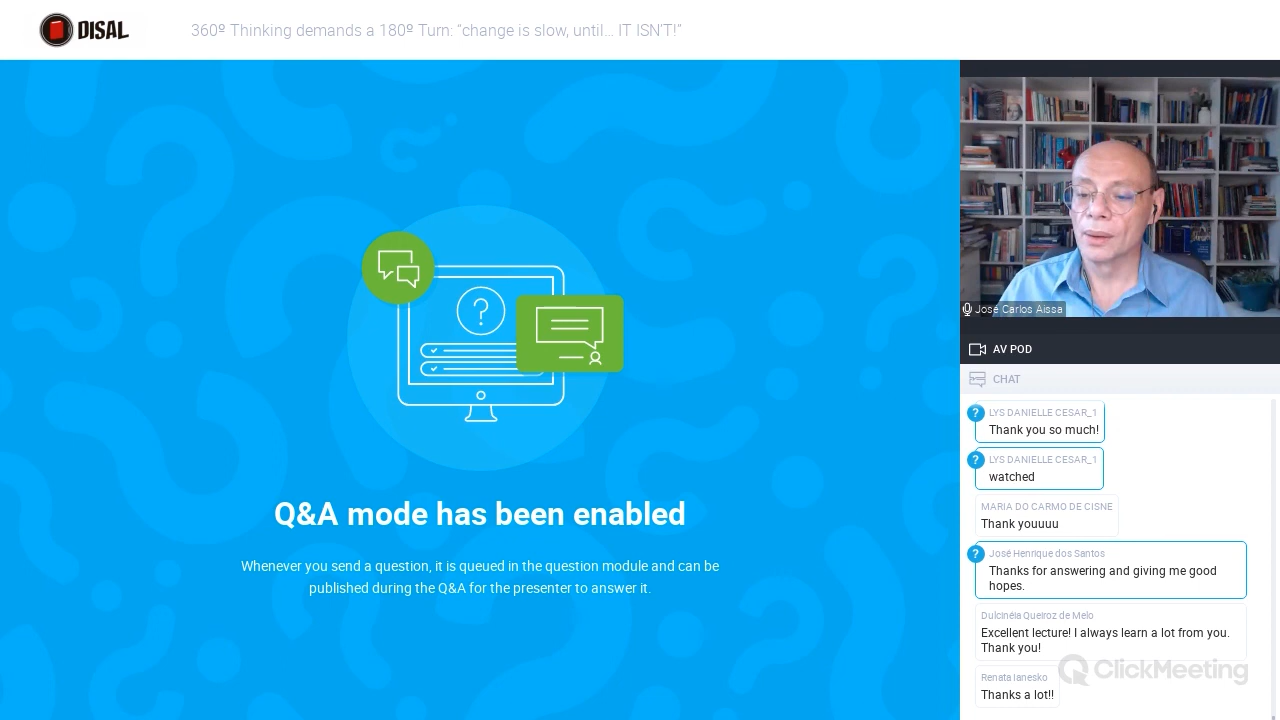 DISAL
360º Thinking demands a 180º Turn: “change is slow, until... IT ISN’T!”
?
Q&A mode has been enabled
Whenever you send a question, it is queued in the question module and can be
published during the Q&A for the presenter to answer it.
José Carlos Aissa
AV POD
CHAT
?
LYS DANIELLE CESAR_1
Thank you so much!
?
LYS DANIELLE CESAR_1
watched
MARIA DO CARMO DE CISNE
Thank youuuu
?
José Henrique dos Santos
Thanks for answering and giving me good
hopes.
Dulcinéia Queiroz de Melo
Excellent lecture! I always learn a lot from you.
Thank you!
ClickMeeting
Renata Ianesko
Thanks a lot!!